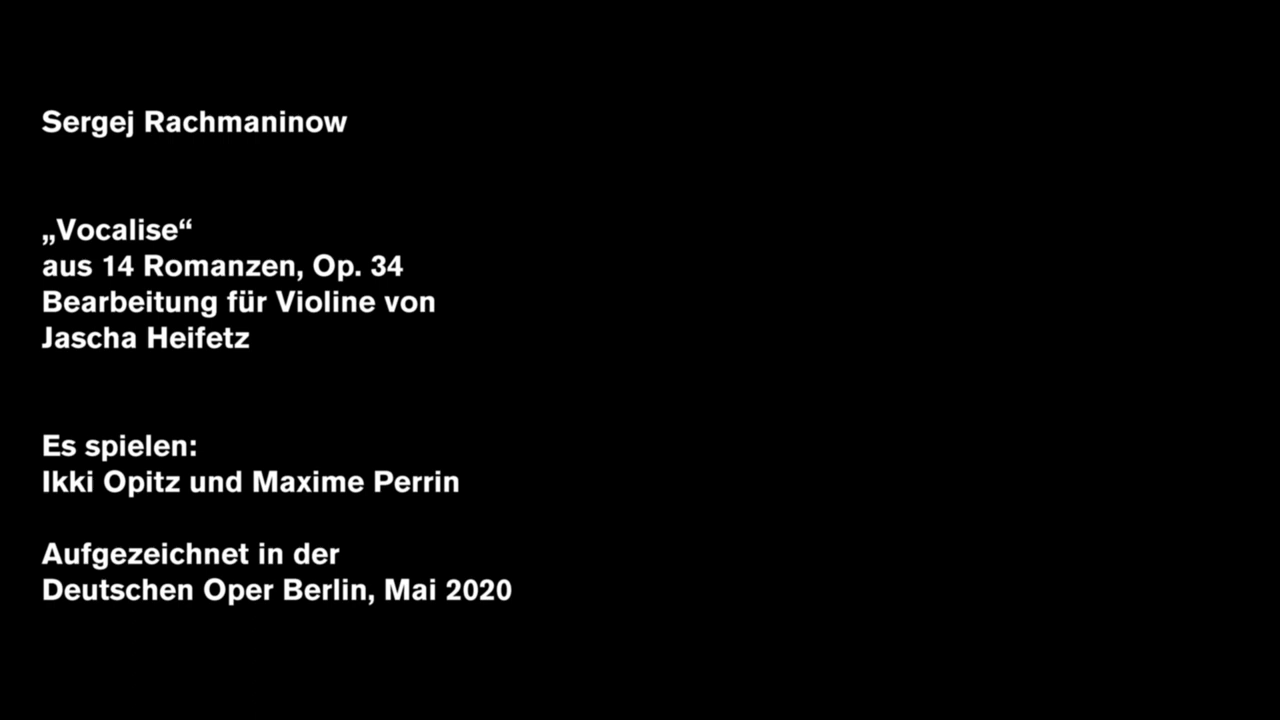 Sergej Rachmaninow
„Vocalise“
aus 14 Romanzen, Op. 34
Bearbeitung für Violine von
Jascha Heifetz
Es spielen:
Ikki Opitz und Maxime Perrin
Aufgezeichnet in der
Deutschen Oper Berlin, Mai 2020